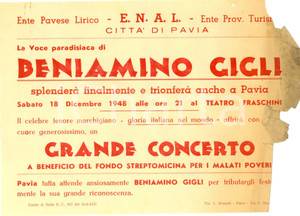 Ente Pavese Lirico - E.N.A.L. - Ente Prov. Turis
CITTÀ DI PAVIA
La Voce paradisiaca di
BENIAMINO GIGLI
splenderà finalmente e trionferà anche a Pavia
Sabato 18 Dicembre 1948 alle ore 21 al TEATRO FRASCHINI
Il celebre tenore marchigiano - gloria italiana nel mondo - offrirà con
cuore generosissimo, un
GRANDE CONCERTO
A BENEFICIO DEL FONDO STREPTOMICINA PER I MALATI POVERI
Pavia tutta attende ansiosamente BENIAMINO GIGLI per tributargli feste
mente la sua grande riconoscenza.